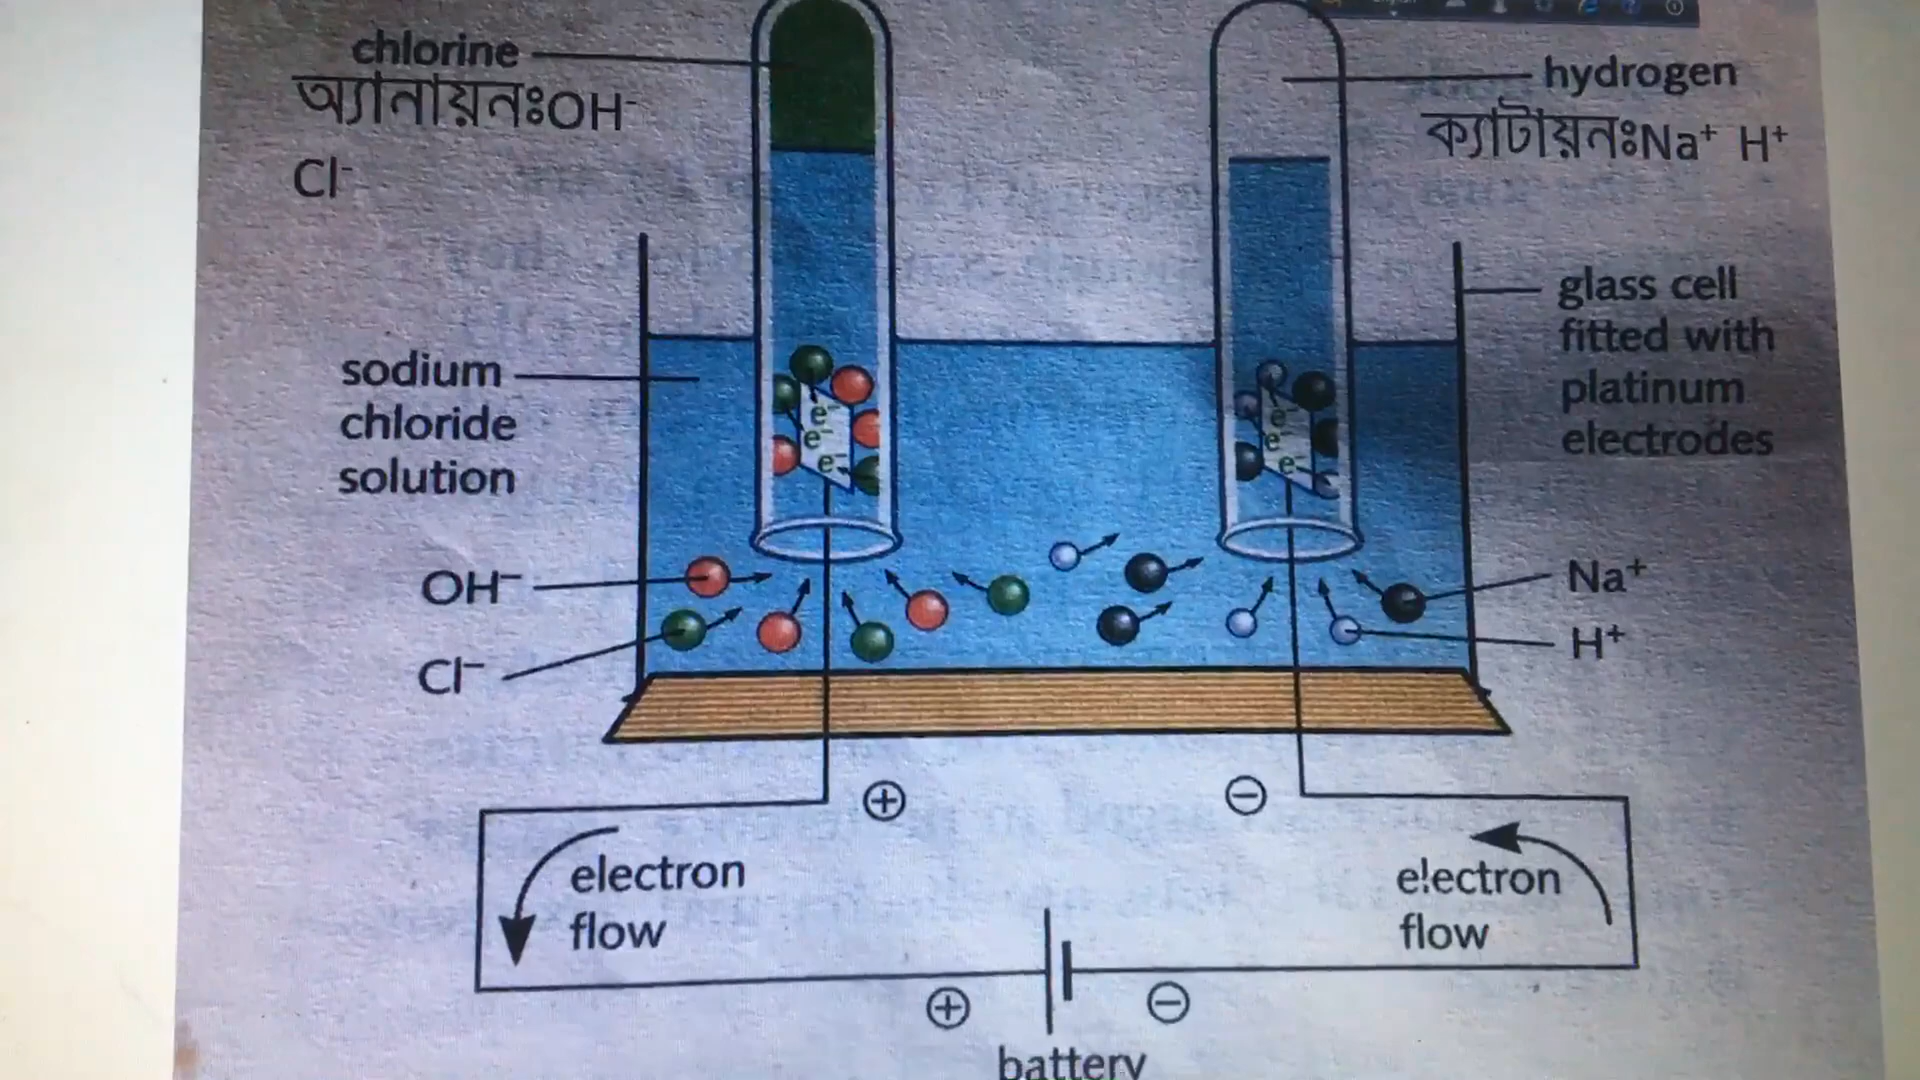 chlorine
অ্যানায়নঃOH⁻
Cl⁻
hydrogen
ক্যাটায়নঃNa⁺ H⁺
glass cell
fitted with
platinum
electrodes
sodium
chloride
solution
e⁻
e⁻
e⁻
e⁻
e⁻
e⁻
OH⁻
Cl⁻
Na⁺
H⁺
+
−
electron
flow
electron
flow
+
−
battery